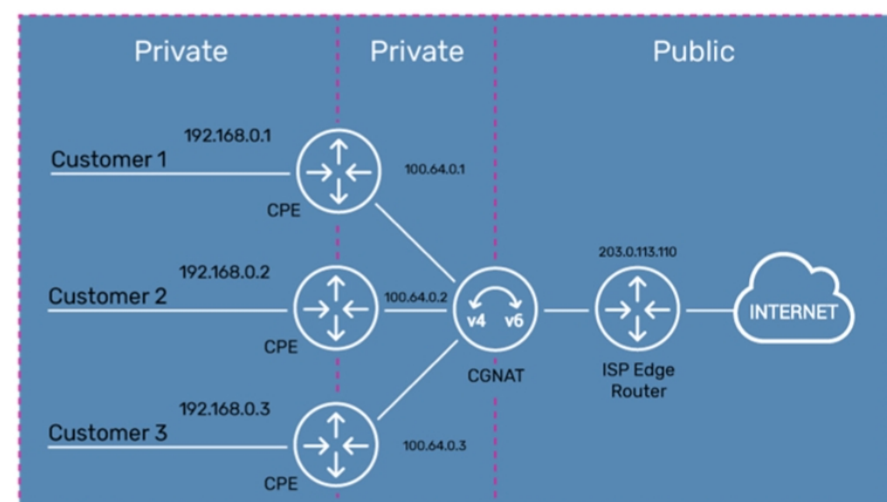 Private
Private
Public
192.168.0.1
Customer 1
100.64.0.1
CPE
192.168.0.2
203.0.113.110
Customer 2
100.64.0.2
v4 v6
INTERNET
CPE
CGNAT
ISP Edge
Router
192.168.0.3
Customer 3
100.64.0.3
CPE